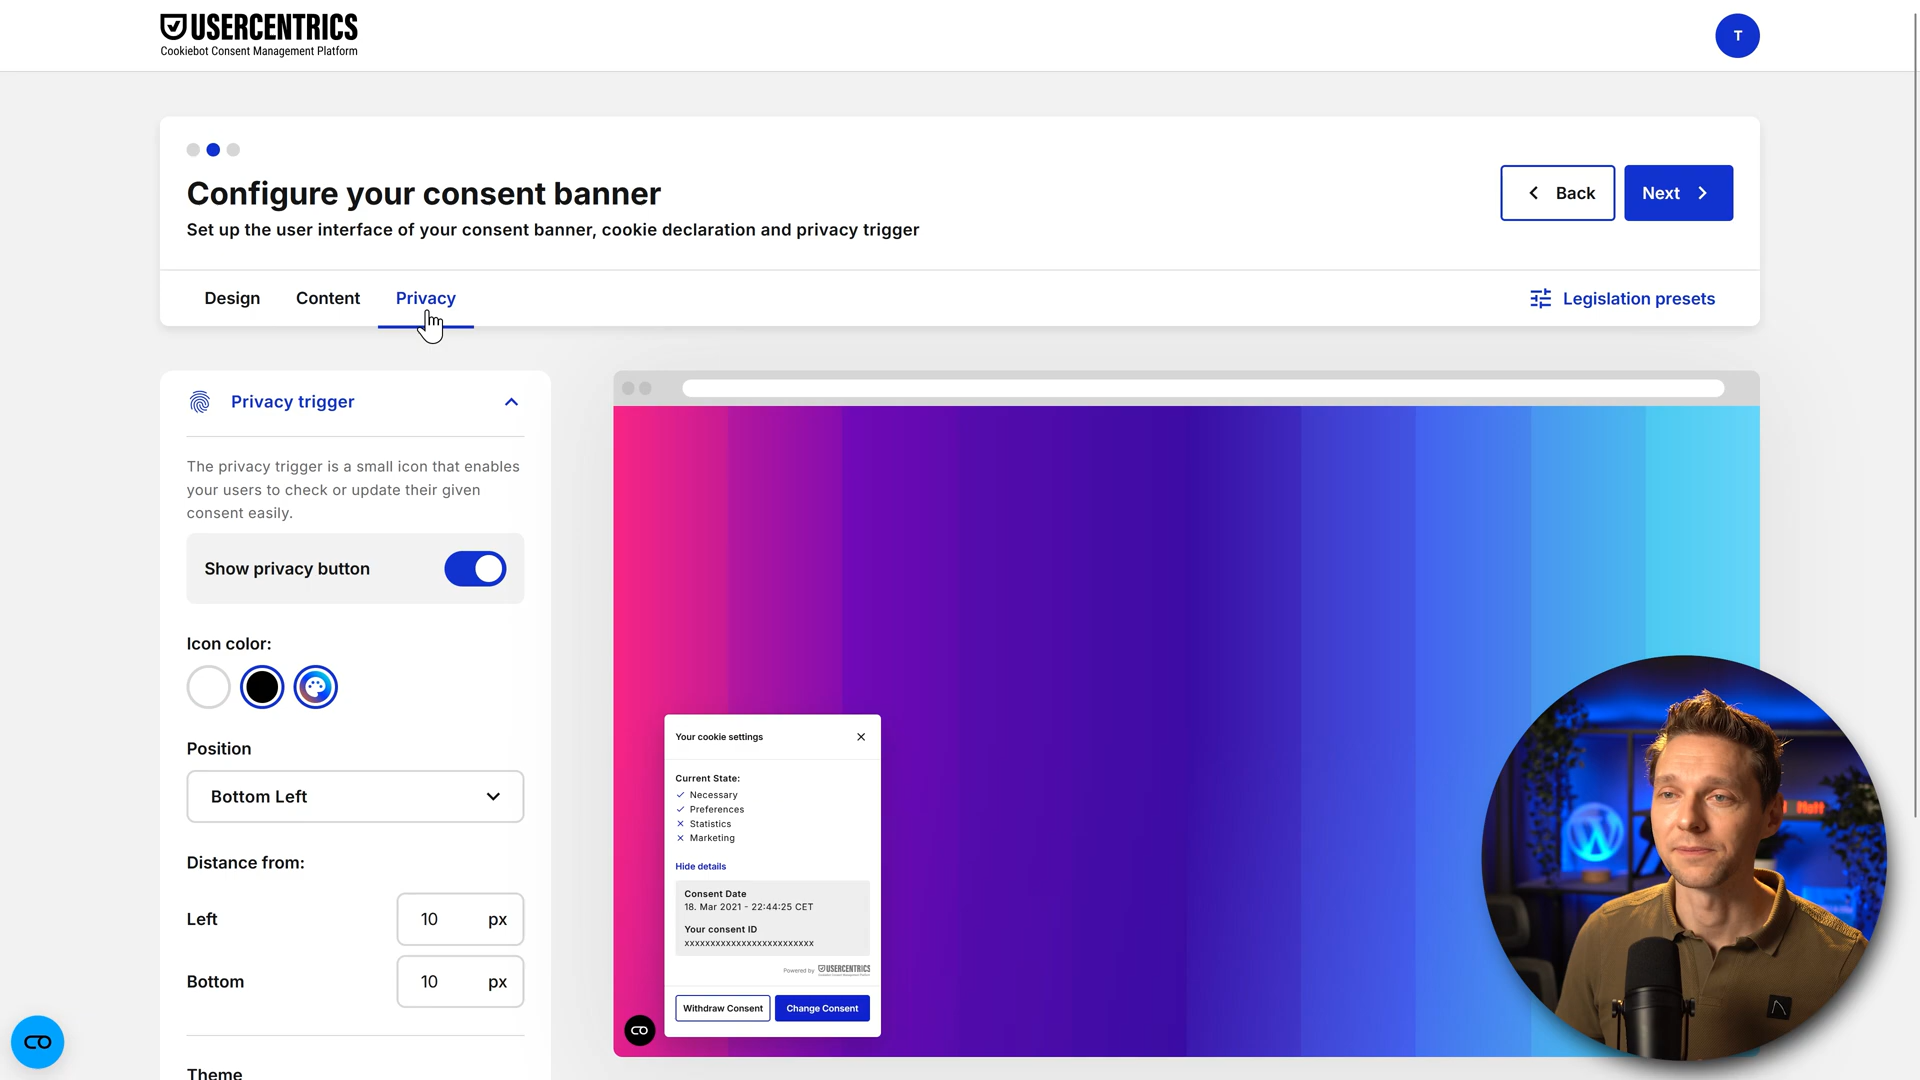 USERCENTRICS
Cookiebot Consent Management Platform
T
Configure your consent banner
Set up the user interface of your consent banner, cookie declaration and privacy trigger
Back
Next
Design
Content
Privacy
Legislation presets
Privacy trigger
The privacy trigger is a small icon that enables
your users to check or update their given
consent easily.
Show privacy button
Icon color:
Position
Bottom Left
Distance from:
Left
10 px
Bottom
10 px
Theme
Your cookie settings
Current State:
Necessary
Preferences
Statistics
Marketing
Hide details
Consent Date
18. Mar 2021 - 22:44:25 CET
Your consent ID
xxxxxxxxxxxxxxxxxxxxxxxxxx
Powered by USERCENTRICS
Withdraw Consent
Change Consent